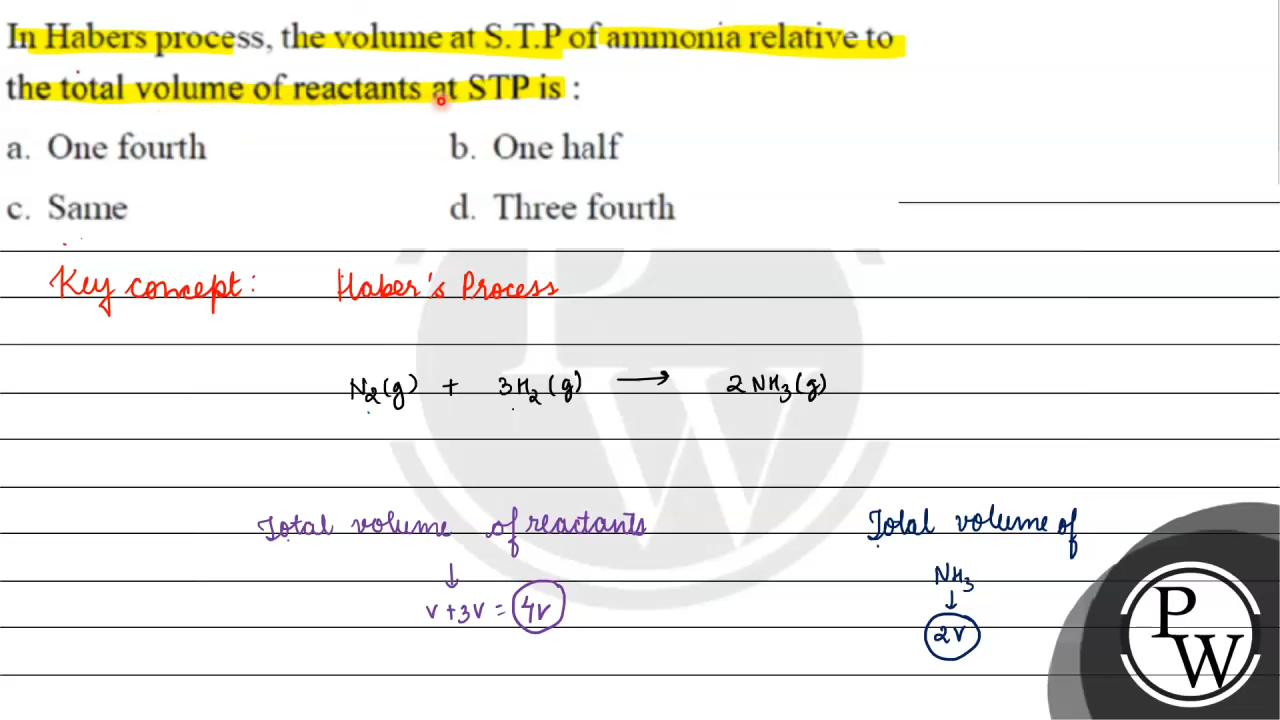 In Habers process, the volume at S.T.P of ammonia relative to
the total volume of reactants at STP is :
a. One fourth b. One half
c. Same d. Three fourth
Key concept: Haber's Process
N₂(g) + 3H₂(g) ⟶ 2NH₃(g)
Total volume of reactants Total volume of
↓ NH₃
v + 3v = 4v ↓
2v
P
W
P
W